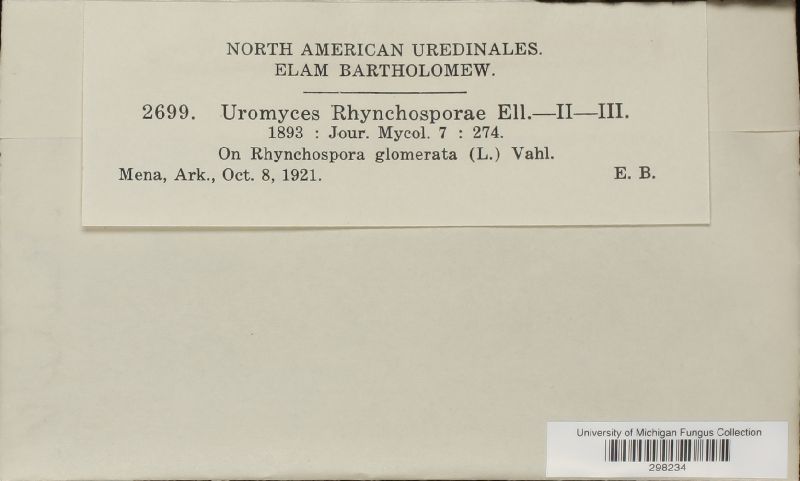 NORTH AMERICAN UREDINALES.
ELAM BARTHOLOMEW.
2699. Uromyces Rhynchosporae Ell.—II—III.
1893 : Jour. Mycol. 7 : 274.
On Rhynchospora glomerata (L.) Vahl.
Mena, Ark., Oct. 8, 1921. E. B.
University of Michigan Fungus Collection
298234